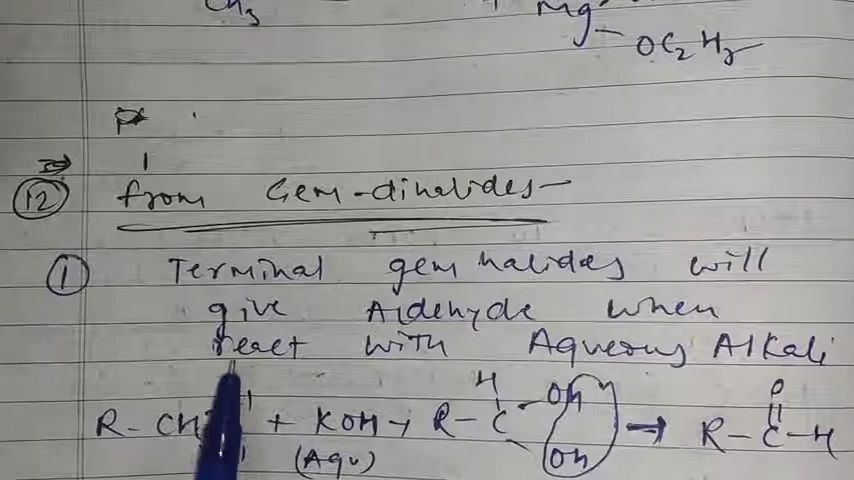 CH3 + Mg
OC2H5
12 from Gem-dihalides-
1 Terminal gem halides will
give Aldehyde when
react with Aqueous Alkali
H OH O
R-CH + KOH → R-C → R-C-H
(Aqu) OH